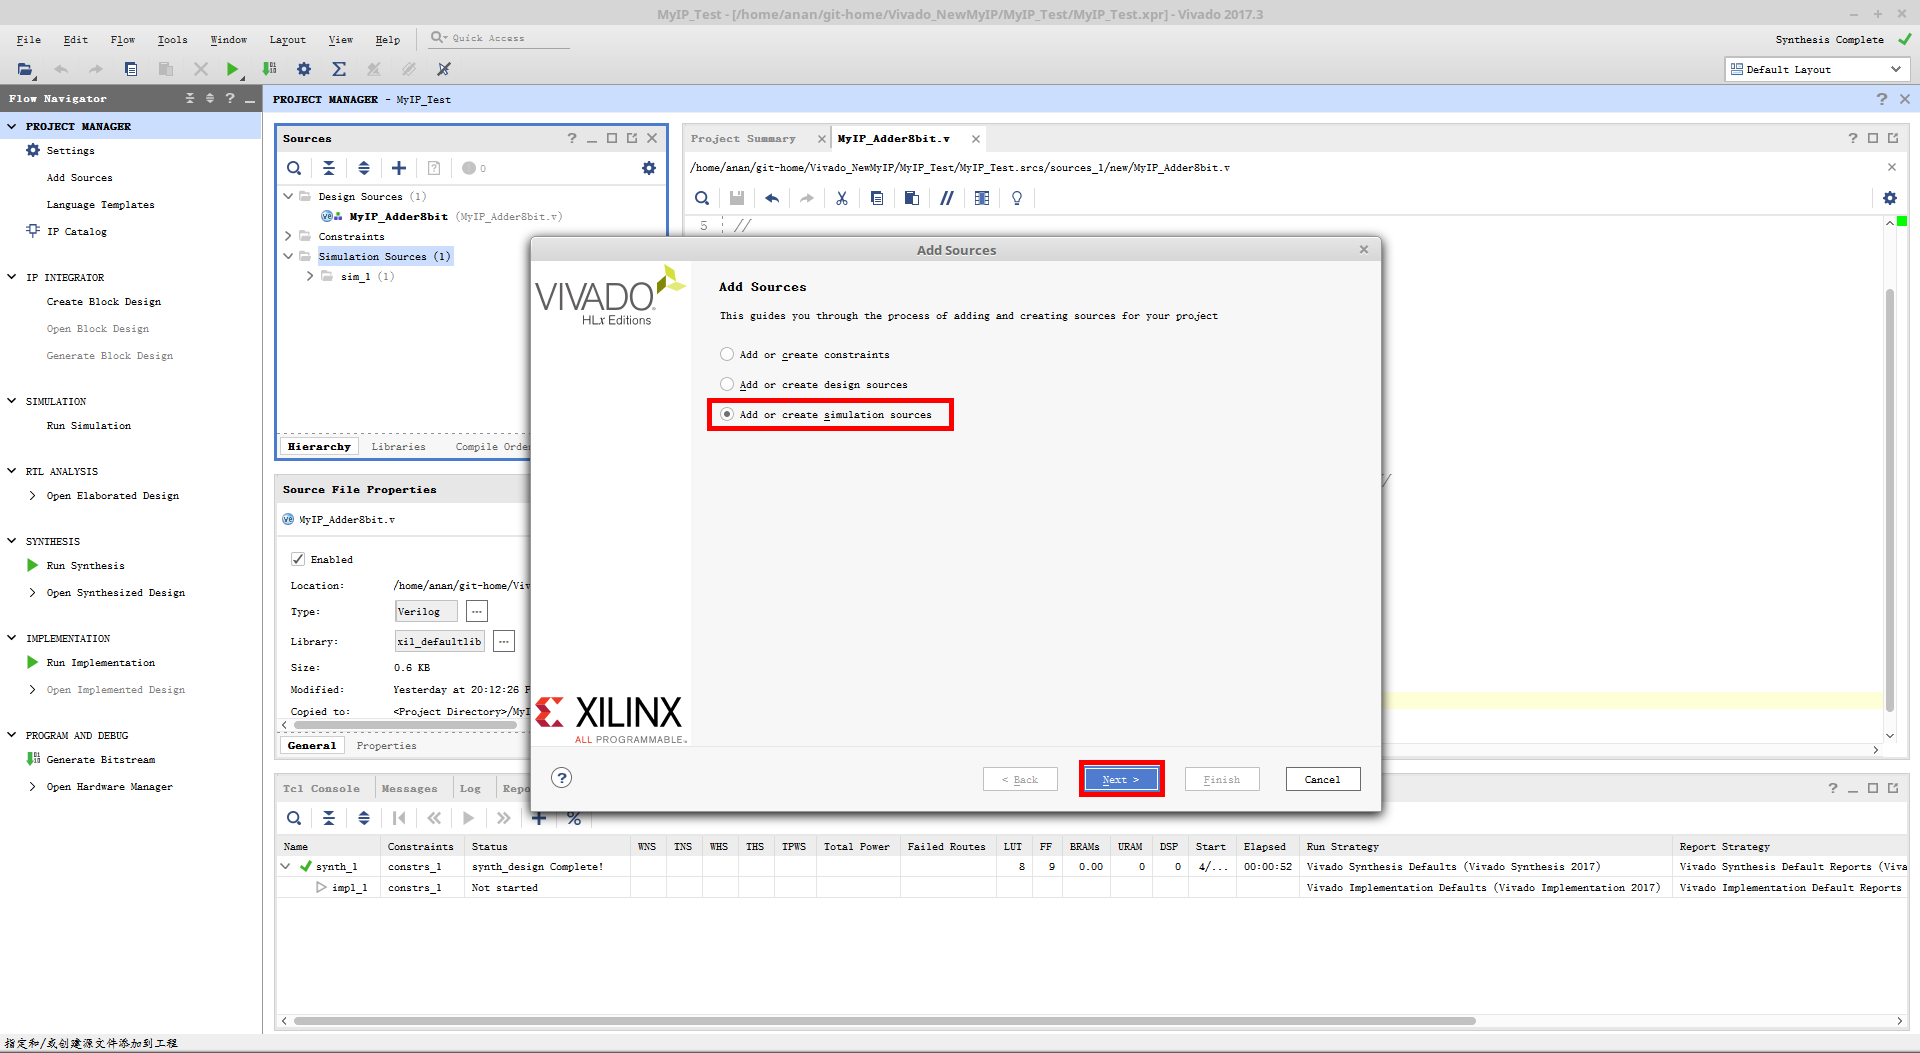 MyIP_Test - [/home/anan/git-home/Vivado_NewMyIP/MyIP_Test/MyIP_Test.xpr] - Vivado 2017.3
File Edit Flow Tools Window Layout View Help Quick Access
Synthesis Complete
Default Layout
Flow Navigator
PROJECT MANAGER - MyIP_Test
PROJECT MANAGER
Settings
Add Sources
Language Templates
IP Catalog
IP INTEGRATOR
Create Block Design
Open Block Design
Generate Block Design
SIMULATION
Run Simulation
RTL ANALYSIS
Open Elaborated Design
SYNTHESIS
Run Synthesis
Open Synthesized Design
IMPLEMENTATION
Run Implementation
Open Implemented Design
PROGRAM AND DEBUG
Generate Bitstream
Open Hardware Manager
Sources
0
Design Sources (1)
MyIP_Adder8bit (MyIP_Adder8bit.v)
Constraints
Simulation Sources (1)
sim_1 (1)
Hierarchy Libraries Compile Order
Source File Properties
MyIP_Adder8bit.v
Enabled
Location: /home/anan/git-home/Viv
Type: Verilog
Library: xil_defaultlib
Size: 0.6 KB
Modified: Yesterday at 20:12:26
Copied to: <Project Directory>/MyI
General Properties
Project Summary MyIP_Adder8bit.v
/home/anan/git-home/Vivado_NewMyIP/MyIP_Test/MyIP_Test.srcs/sources_1/new/MyIP_Adder8bit.v
5 //
Add Sources
VIVADO
HLx Editions
Add Sources
This guides you through the process of adding and creating sources for your project
Add or create constraints
Add or create design sources
Add or create simulation sources
XILINX
ALL PROGRAMMABLE
? < Back Next > Finish Cancel
Tcl Console Messages Log Repo
Name Constraints Status WNS TNS WHS THS TPWS Total Power Failed Routes LUT FF BRAMs URAM DSP Start Elapsed Run Strategy Report Strategy
synth_1 constrs_1 synth_design Complete! 8 9 0.00 0 0 4/... 00:00:52 Vivado Synthesis Defaults (Vivado Synthesis 2017) Vivado Synthesis Default Reports (Viva
impl_1 constrs_1 Not started Vivado Implementation Defaults (Vivado Implementation 2017) Vivado Implementation Default Reports
指定和/或创建源文件添加到工程